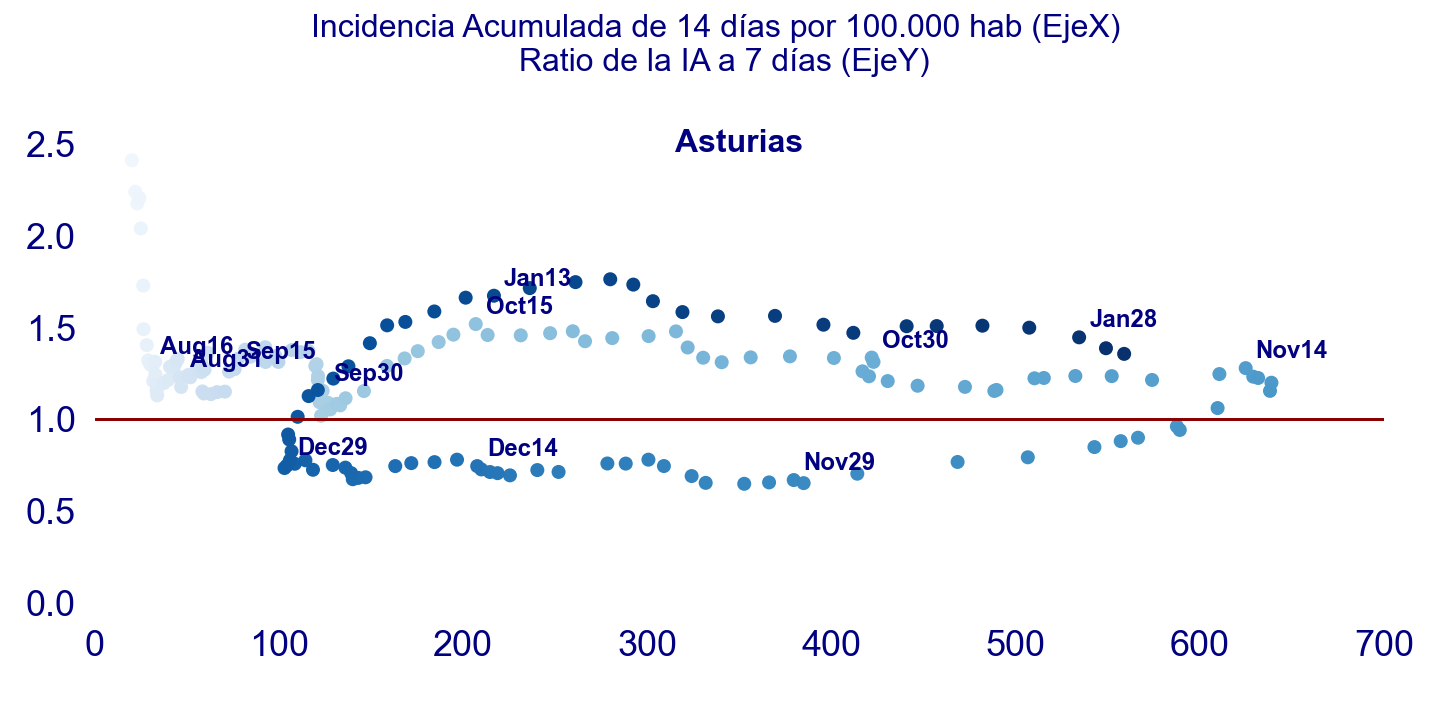 Incidencia Acumulada de 14 días por 100.000 hab (EjeX)
Ratio de la IA a 7 días (EjeY)
Asturias
2.5
2.0
1.5
1.0
0.5
0.0
Jan13
Oct15
Jan28
Aug16
Aug31
Sep15
Oct30
Nov14
Sep30
Dec29
Dec14
Nov29
0 100 200 300 400 500 600 700